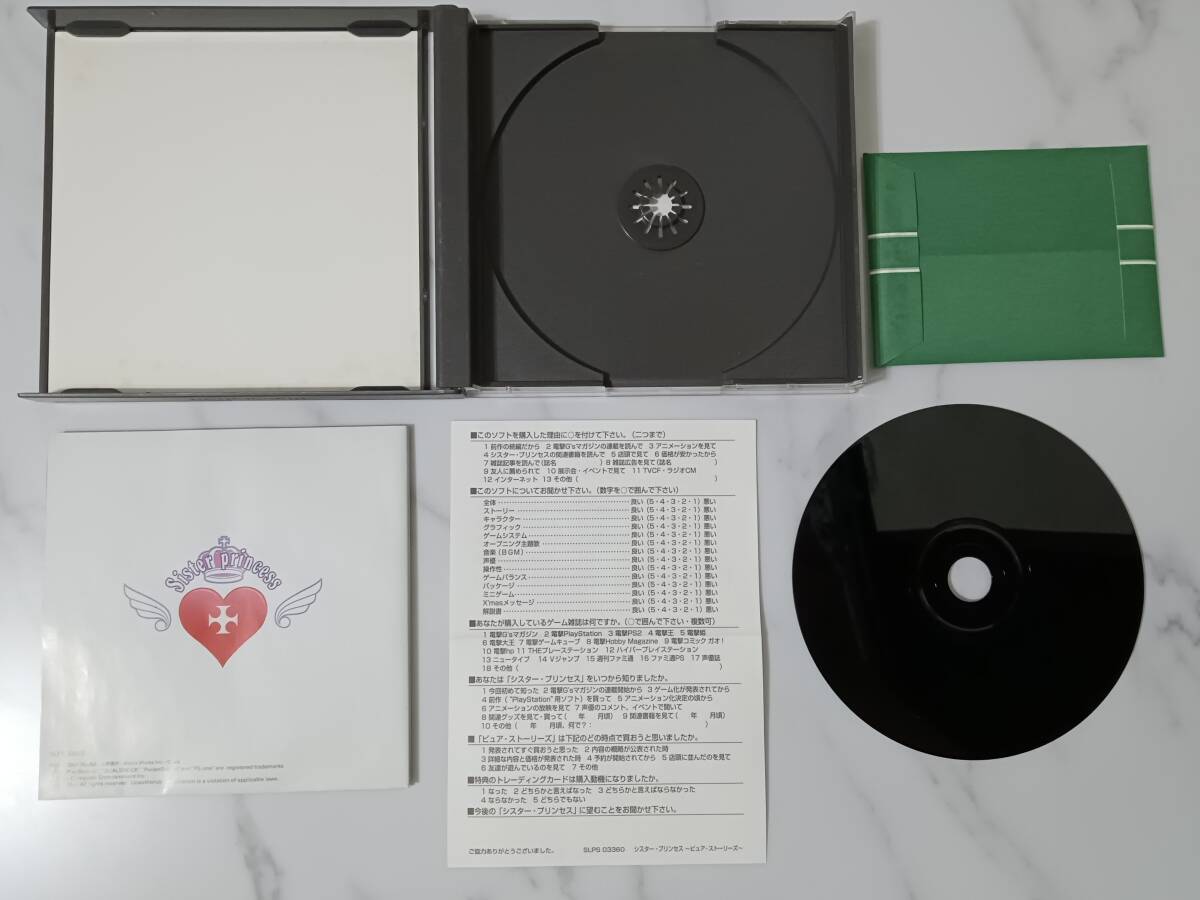 Sister princess
and "PS one" are registered trademarks
Computer Entertainment Inc.
All rights reserved.
is a violation of applicable laws.
■このソフトを購入した理由に○を付けて下さい。(二つまで)
1 前作の続編だから 2 電撃G'sマガジンの連載を読んで 3 アニメーションを見て
4 シスター・プリンセスの関連書籍を読んで 5 店頭で見て 6 価格が安かったから
7 雑誌記事を読んで(誌名 ) 8 雑誌広告を見て(誌名 )
9 友人に薦められて 10 展示会・イベントで見て 11 TVCF・ラジオCM
12 インターネット 13 その他( )
■このソフトについてお聞かせ下さい。(数字を○で囲んで下さい)
全体 良い(5・4・3・2・1)悪い
ストーリー 良い(5・4・3・2・1)悪い
キャラクター 良い(5・4・3・2・1)悪い
グラフィック 良い(5・4・3・2・1)悪い
ゲームシステム 良い(5・4・3・2・1)悪い
オープニング主題歌 良い(5・4・3・2・1)悪い
音楽(BGM) 良い(5・4・3・2・1)悪い
声優 良い(5・4・3・2・1)悪い
操作性 良い(5・4・3・2・1)悪い
ゲームバランス 良い(5・4・3・2・1)悪い
パッケージ 良い(5・4・3・2・1)悪い
ミニゲーム 良い(5・4・3・2・1)悪い
X'masメッセージ 良い(5・4・3・2・1)悪い
解説書 良い(5・4・3・2・1)悪い
■あなたが購入しているゲーム雑誌は何ですか。(○で囲んで下さい・複数可)
1 電撃G'sマガジン 2 電撃PlayStation 3 電撃PS2 4 電撃王 5 電撃姫
6 電撃大王 7 電撃ゲームキューブ 8 電撃Hobby Magazine 9 電撃コミック ガオ!
10 電撃hp 11 THEプレーステーション 12 ハイパープレイステーション
13 ニュータイプ 14 Vジャンプ 15 週刊ファミ通 16 ファミ通PS 17 声優誌
18 その他( )
■あなたは「シスター・プリンセス」をいつから知りましたか。
1 今回初めて知った 2 電撃G'sマガジンの連載開始から 3 ゲーム化が発表されてから
4 前作("PlayStation"用ソフト)を買って 5 アニメーション化決定の頃から
6 アニメーションの放映を見て 7 声優のコメント、イベントで聞いて
8 関連グッズを見て・買って( 年 月頃) 9 関連書籍を見て( 年 月頃)
10 その他( 年 月頃、何で?: )
■「ピュア・ストーリーズ」は下記のどの時点で買おうと思いましたか。
1 発表されてすぐ買おうと思った 2 内容の概略が公表された時
3 詳細な内容と価格が発表された時 4 予約が開始されてから 5 店頭に並んだのを見て
6 友達が遊んでいるのを見て 7 その他
■特典のトレーディングカードは購入動機になりましたか。
1 なった 2 どちらかと言えばなった 3 どちらかと言えばならなかった
4 ならなかった 5 どちらでもない
■今後の「シスター・プリンセス」に望むことをお聞かせ下さい。
ご協力ありがとうございました。 SLPS 03360 シスター・プリンセス ～ピュア・ストーリーズ～